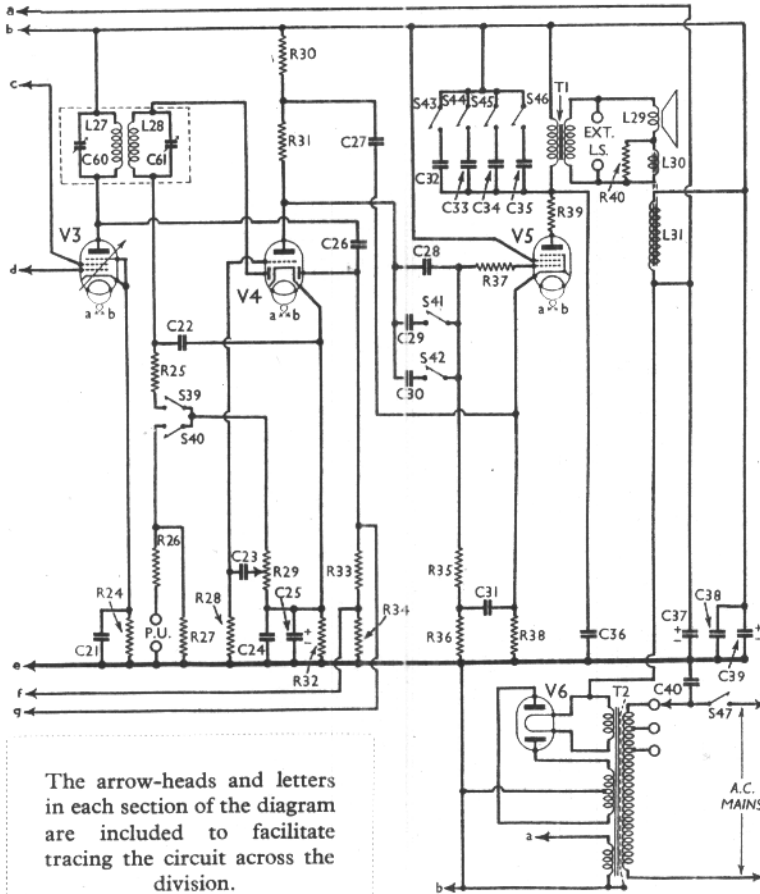 a
b
R30
S43
S44
S45
S46
T1
c
L27
L28
R31
C27
EXT.
L.S.
L29
C60
C61
C32
C33
C34
C35
R40
L30
R39
V3
C26
V5
L31
d
V4
C28
R37
a b
a b
a b
S41
C22
C29
R25
S42
S39
C30
S40
R26
C23
R29
R33
R35
R24
R28
C25
R34
C31
C37
C38
P.U.
+
+
+
C21
R27
C24
–
R36
R38
C36
–
–
e
R32
C39
f
V6
T2
C40
g
S47
The arrow-heads and letters
in each section of the diagram
are included to facilitate
tracing the circuit across the
division.
A.C.
MAINS
a
b